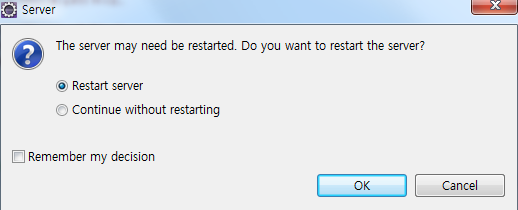 Server
The server may need be restarted. Do you want to restart the server?
Restart server
Continue without restarting
Remember my decision
OK
Cancel